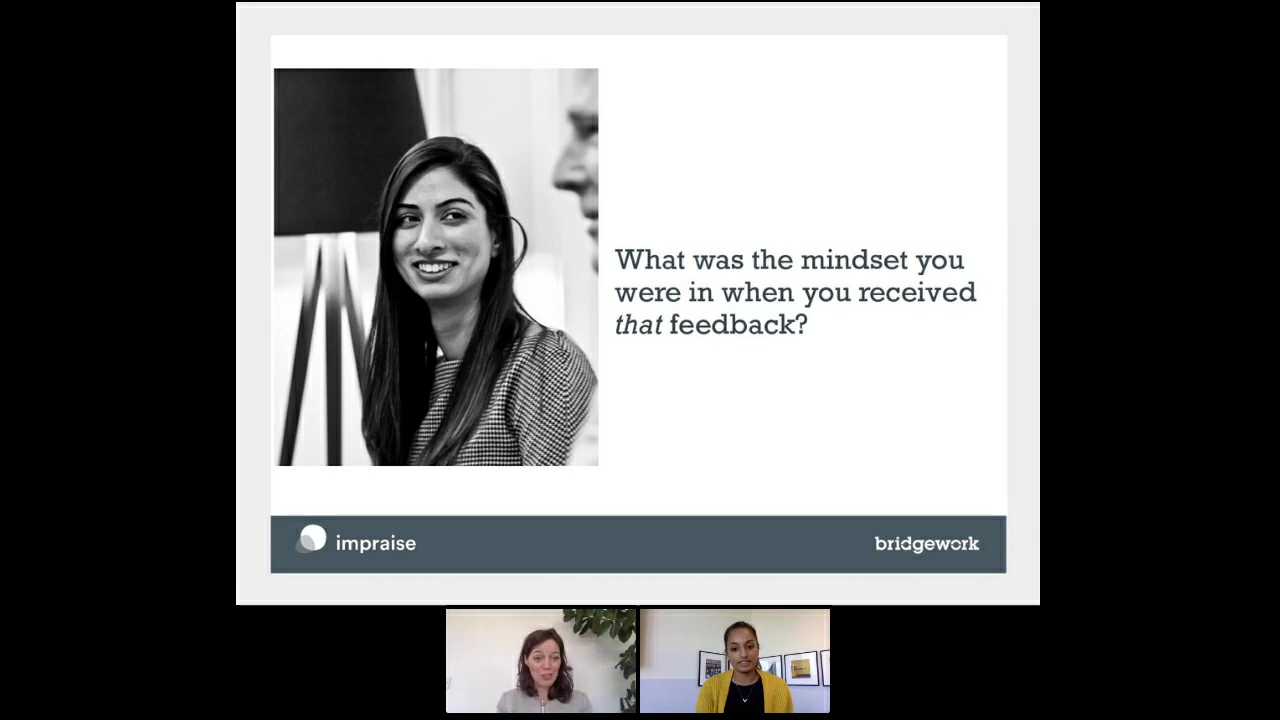 What was the mindset you
were in when you received
that feedback?
impraise
bridgework